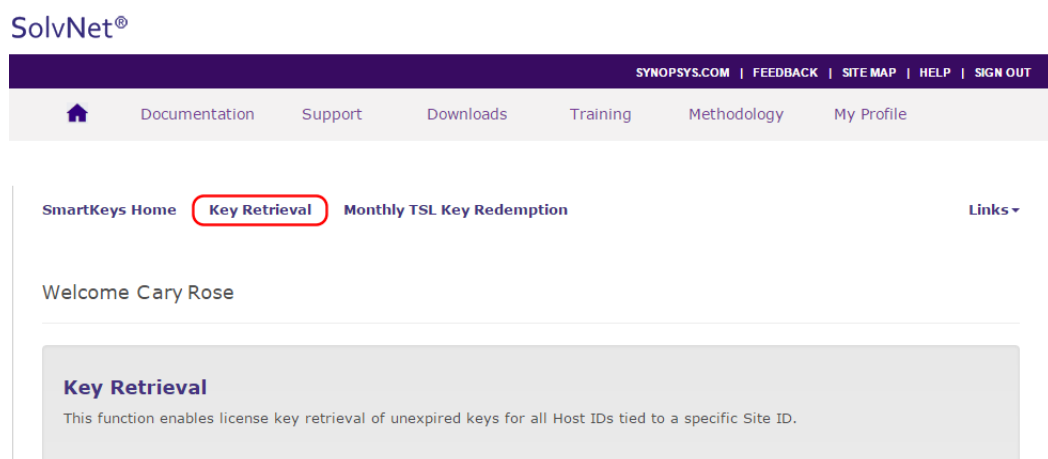 SolvNet®
SYNOPSYS.COM | FEEDBACK | SITE MAP | HELP | SIGN OUT
Documentation Support Downloads Training Methodology My Profile
SmartKeys Home Key Retrieval Monthly TSL Key Redemption Links
Welcome Cary Rose
Key Retrieval
This function enables license key retrieval of unexpired keys for all Host IDs tied to a specific Site ID.